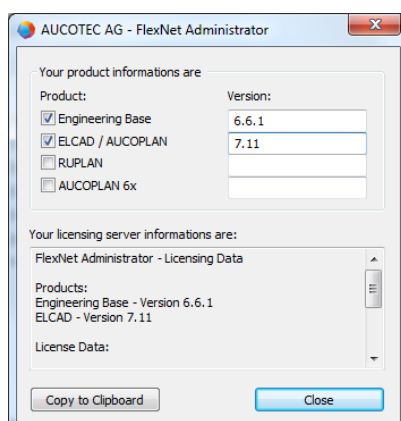 AUCOTEC AG - FlexNet Administrator
Your product informations are
Product: Version:
Engineering Base 6.6.1
ELCAD / AUCOPLAN 7.11
RUPLAN
AUCOPLAN 6x
Your licensing server informations are:
FlexNet Administrator - Licensing Data
Products:
Engineering Base - Version 6.6.1
ELCAD - Version 7.11
License Data:
Copy to Clipboard Close